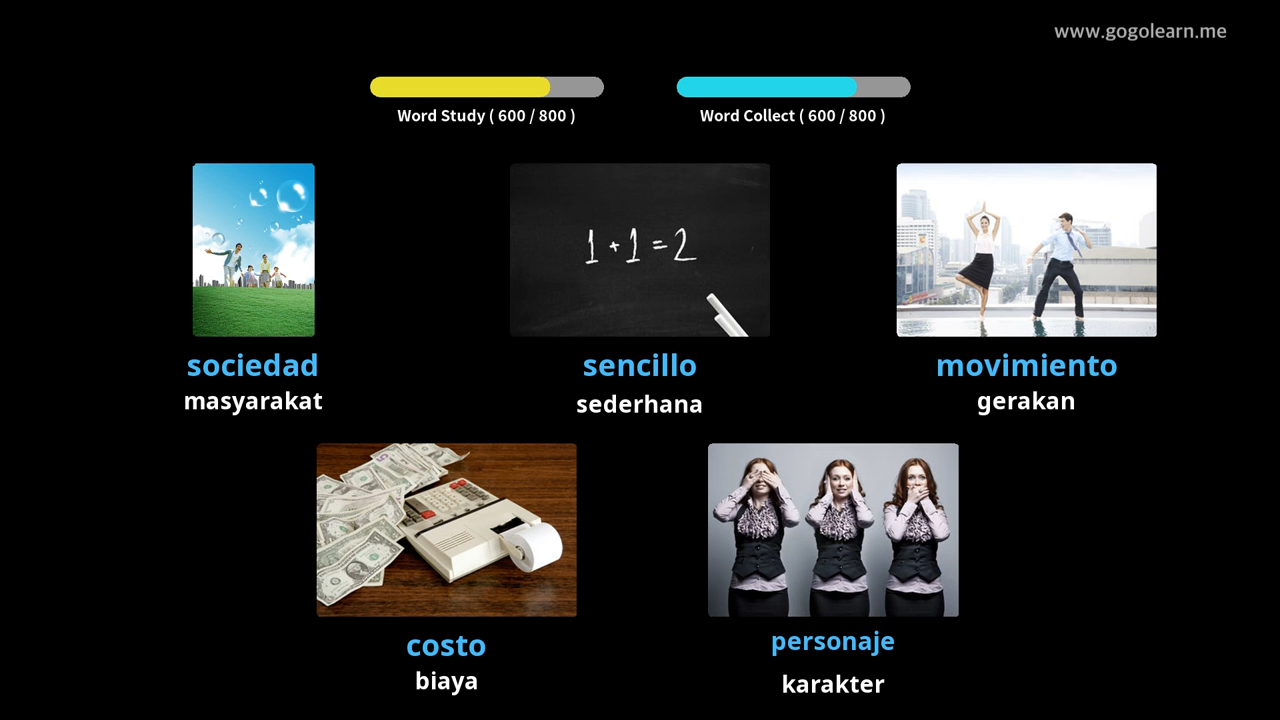 www.gogolearn.me
Word Study ( 600 / 800 )
Word Collect ( 600 / 800 )
1 + 1 = 2
sociedad
masyarakat
sencillo
sederhana
movimiento
gerakan
costo
biaya
personaje
karakter